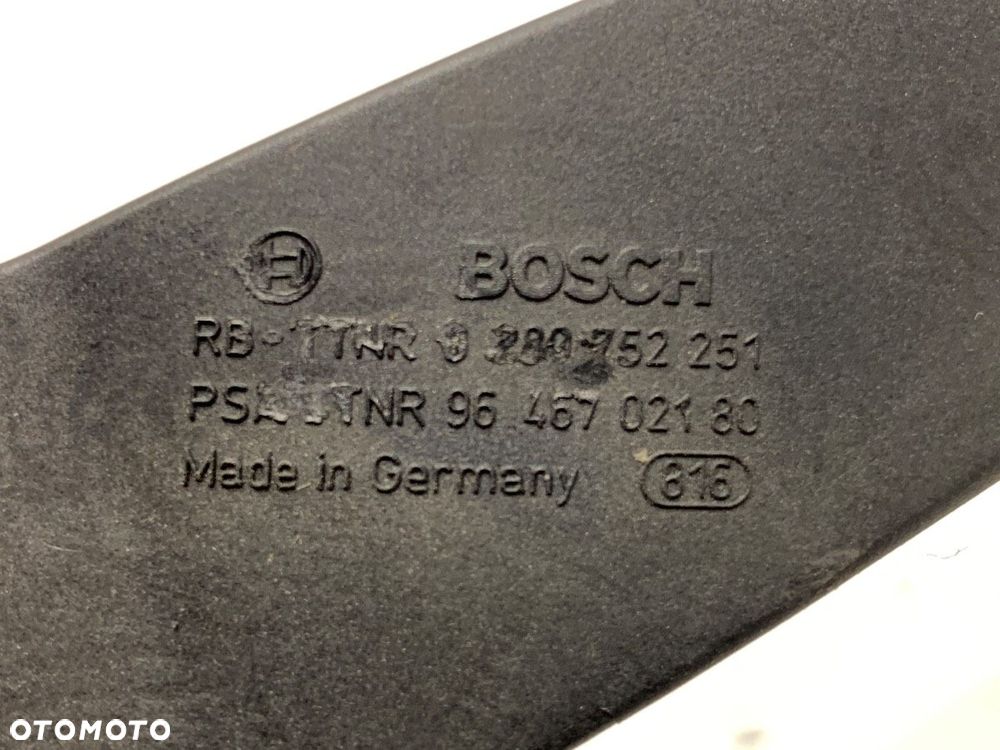 BOSCH
RB-TTNR 0 280 752 251
PSA-TTNR 96 467 021 80
Made in Germany 816
OTOMOTO